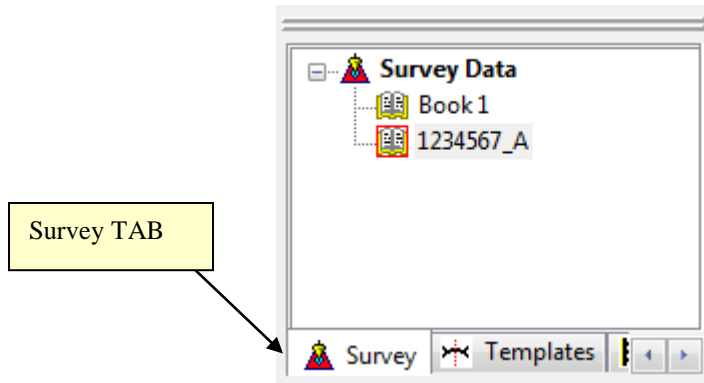 Survey Data
Book 1
1234567_A
Survey TAB
Survey Templates